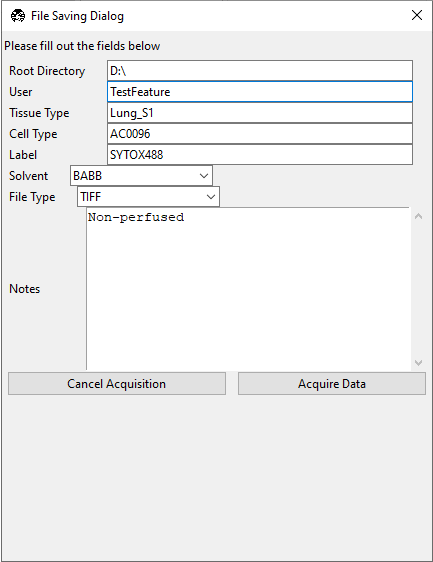 File Saving Dialog
Please fill out the fields below
Root Directory D:\
User TestFeature
Tissue Type Lung_S1
Cell Type AC0096
Label SYTOX488
Solvent BABB
File Type TIFF
Non-perfused
Notes
Cancel Acquisition Acquire Data